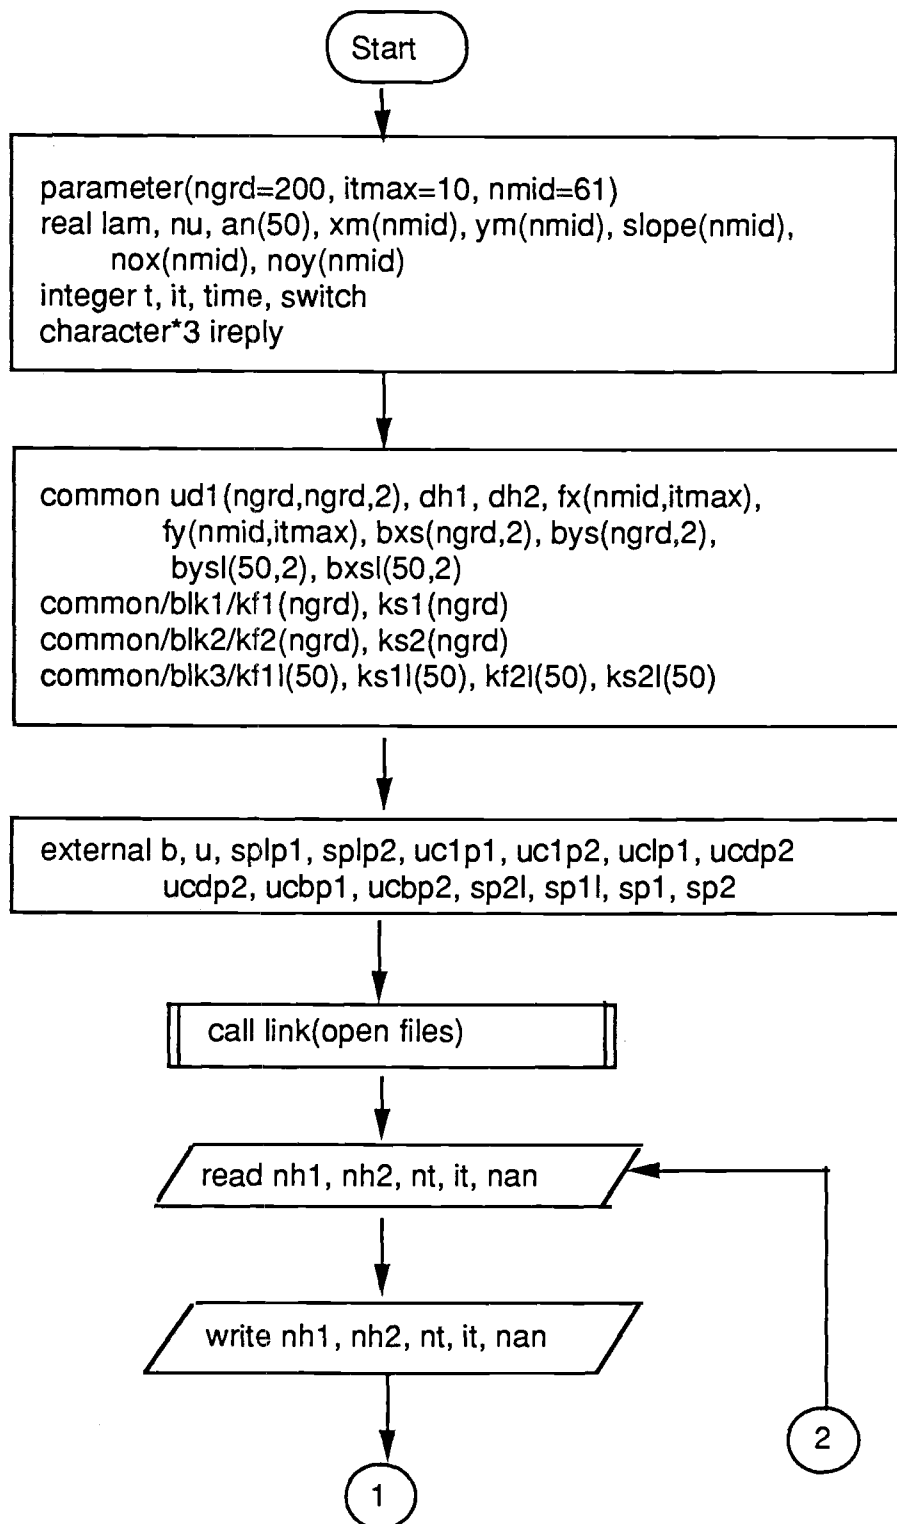 Start
parameter(ngrd=200, itmax=10, nmid=61)
real lam, nu, an(50), xm(nmid), ym(nmid), slope(nmid),
nox(nmid), noy(nmid)
integer t, it, time, switch
character*3 ireply
common ud1(ngrd,ngrd,2), dh1, dh2, fx(nmid,itmax),
fy(nmid,itmax), bxs(ngrd,2), bys(ngrd,2),
bysl(50,2), bxsl(50,2)
common/blk1/kf1(ngrd), ks1(ngrd)
common/blk2/kf2(ngrd), ks2(ngrd)
common/blk3/kf1l(50), ks1l(50), kf2l(50), ks2l(50)
external b, u, splp1, splp2, uc1p1, uc1p2, uclp1, ucdp2
ucdp2, ucbp1, ucbp2, sp2l, sp1l, sp1, sp2
call link(open files)
read nh1, nh2, nt, it, nan
write nh1, nh2, nt, it, nan
2
1